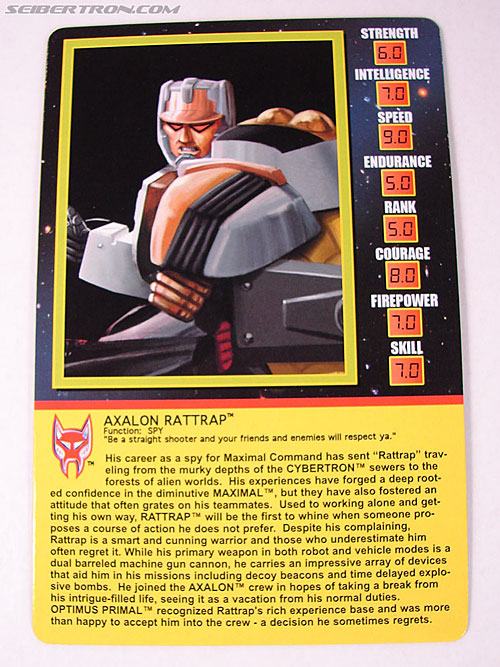 SEIBERTRON.COM
STRENGTH
6.0
INTELLIGENCE
7.0
SPEED
9.0
ENDURANCE
5.0
RANK
5.0
COURAGE
8.0
FIREPOWER
7.0
SKILL
7.0
AXALON RATTRAP™
Function: SPY
"Be a straight shooter and your friends and enemies will respect ya."
TM
His career as a spy for Maximal Command has sent "Rattrap" trav-
eling from the murky depths of the CYBERTRON™ sewers to the
forests of alien worlds. His experiences have forged a deep root-
ed confidence in the diminutive MAXIMAL™, but they have also fostered an
attitude that often grates on his teammates. Used to working alone and get-
ting his own way, RATTRAP™ will be the first to whine when someone pro-
poses a course of action he does not prefer. Despite his complaining,
Rattrap is a smart and cunning warrior and those who underestimate him
often regret it. While his primary weapon in both robot and vehicle modes is a
dual barreled machine gun cannon, he carries an impressive array of devices
that aid him in his missions including decoy beacons and time delayed explo-
sive bombs. He joined the AXALON™ crew in hopes of taking a break from
his intrigue-filled life, seeing it as a vacation from his normal duties.
OPTIMUS PRIMAL™ recognized Rattrap's rich experience base and was more
than happy to accept him into the crew - a decision he sometimes regrets.